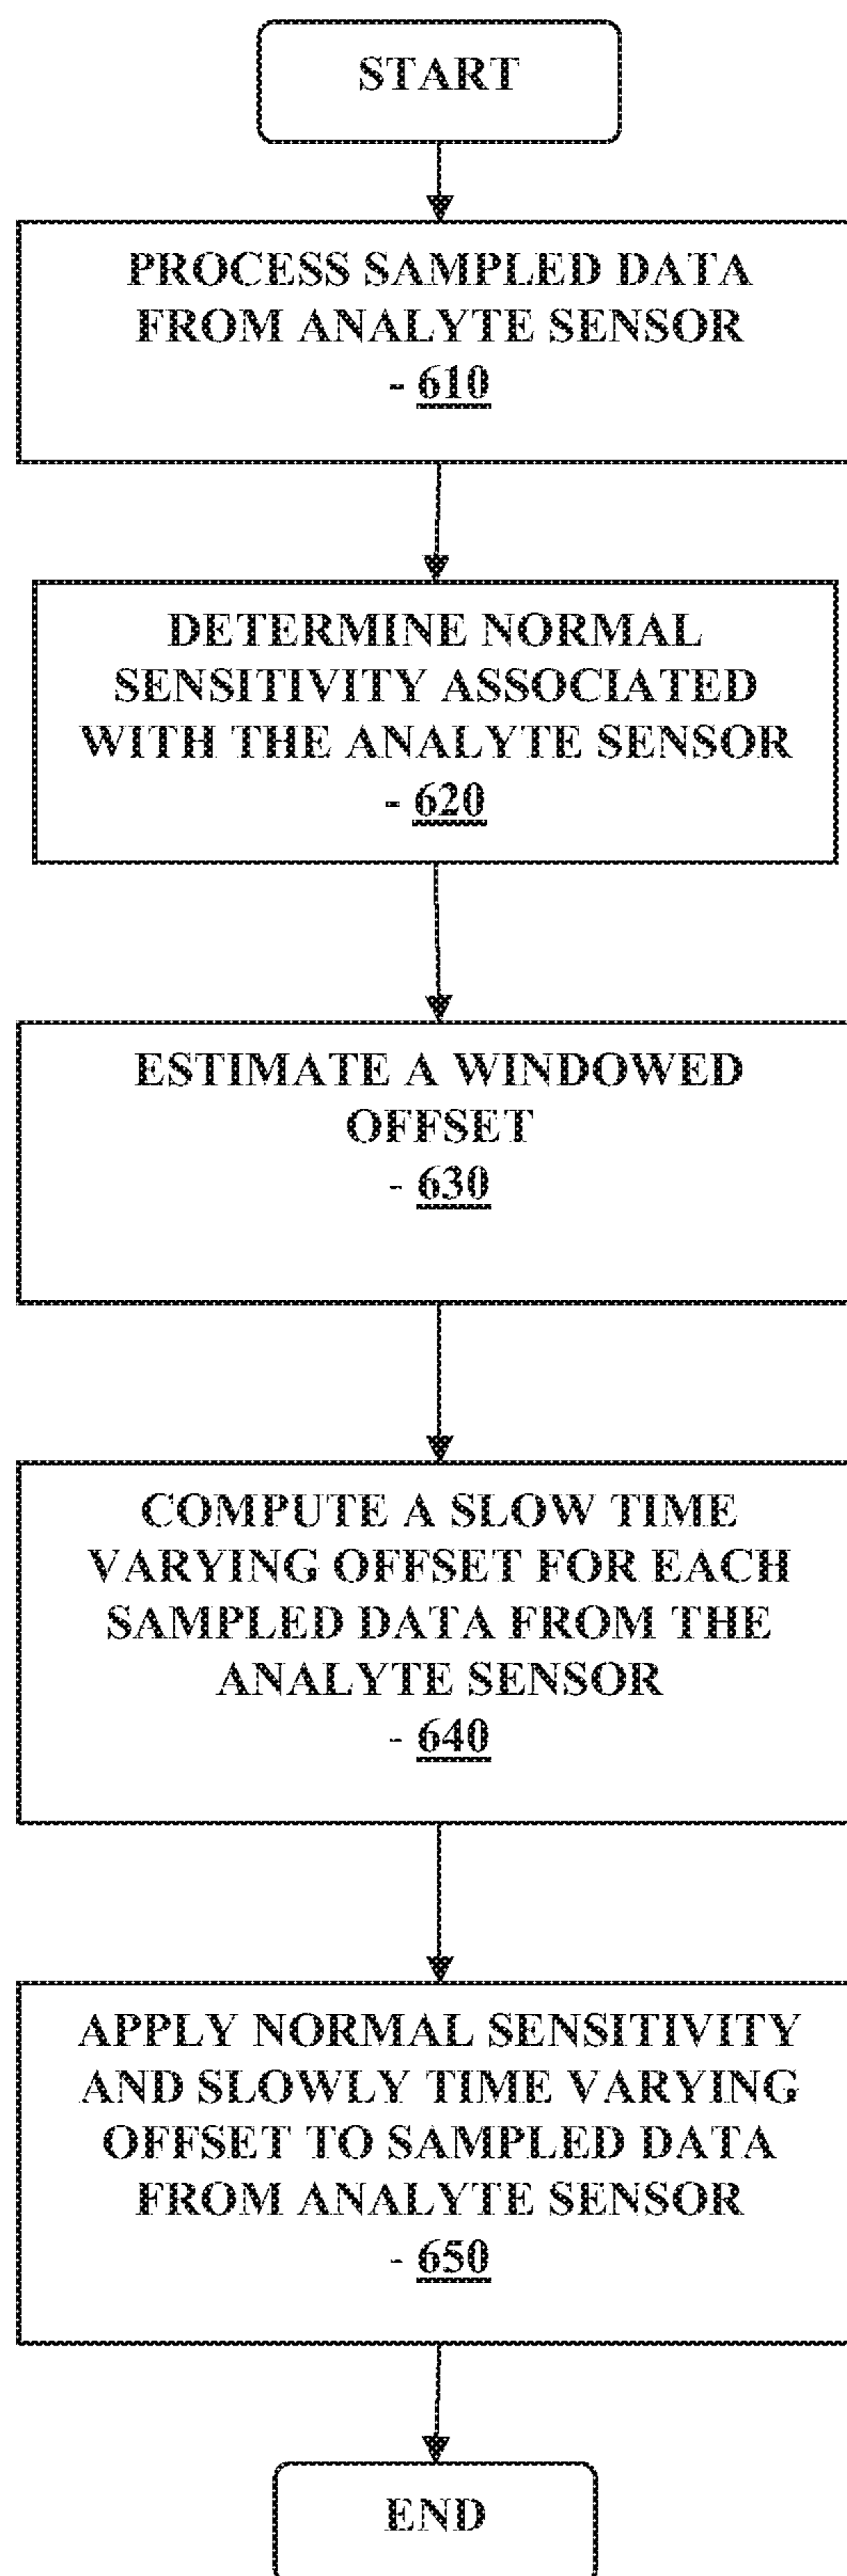 START
PROCESS SAMPLED DATA
FROM ANALYTE SENSOR
- 610
DETERMINE NORMAL
SENSITIVITY ASSOCIATED
WITH THE ANALYTE SENSOR
- 620
ESTIMATE A WINDOWED
OFFSET
- 630
COMPUTE A SLOW TIME
VARYING OFFSET FOR EACH
SAMPLED DATA FROM THE
ANALYTE SENSOR
- 640
APPLY NORMAL SENSITIVITY
AND SLOWLY TIME VARYING
OFFSET TO SAMPLED DATA
FROM ANALYTE SENSOR
- 650
END